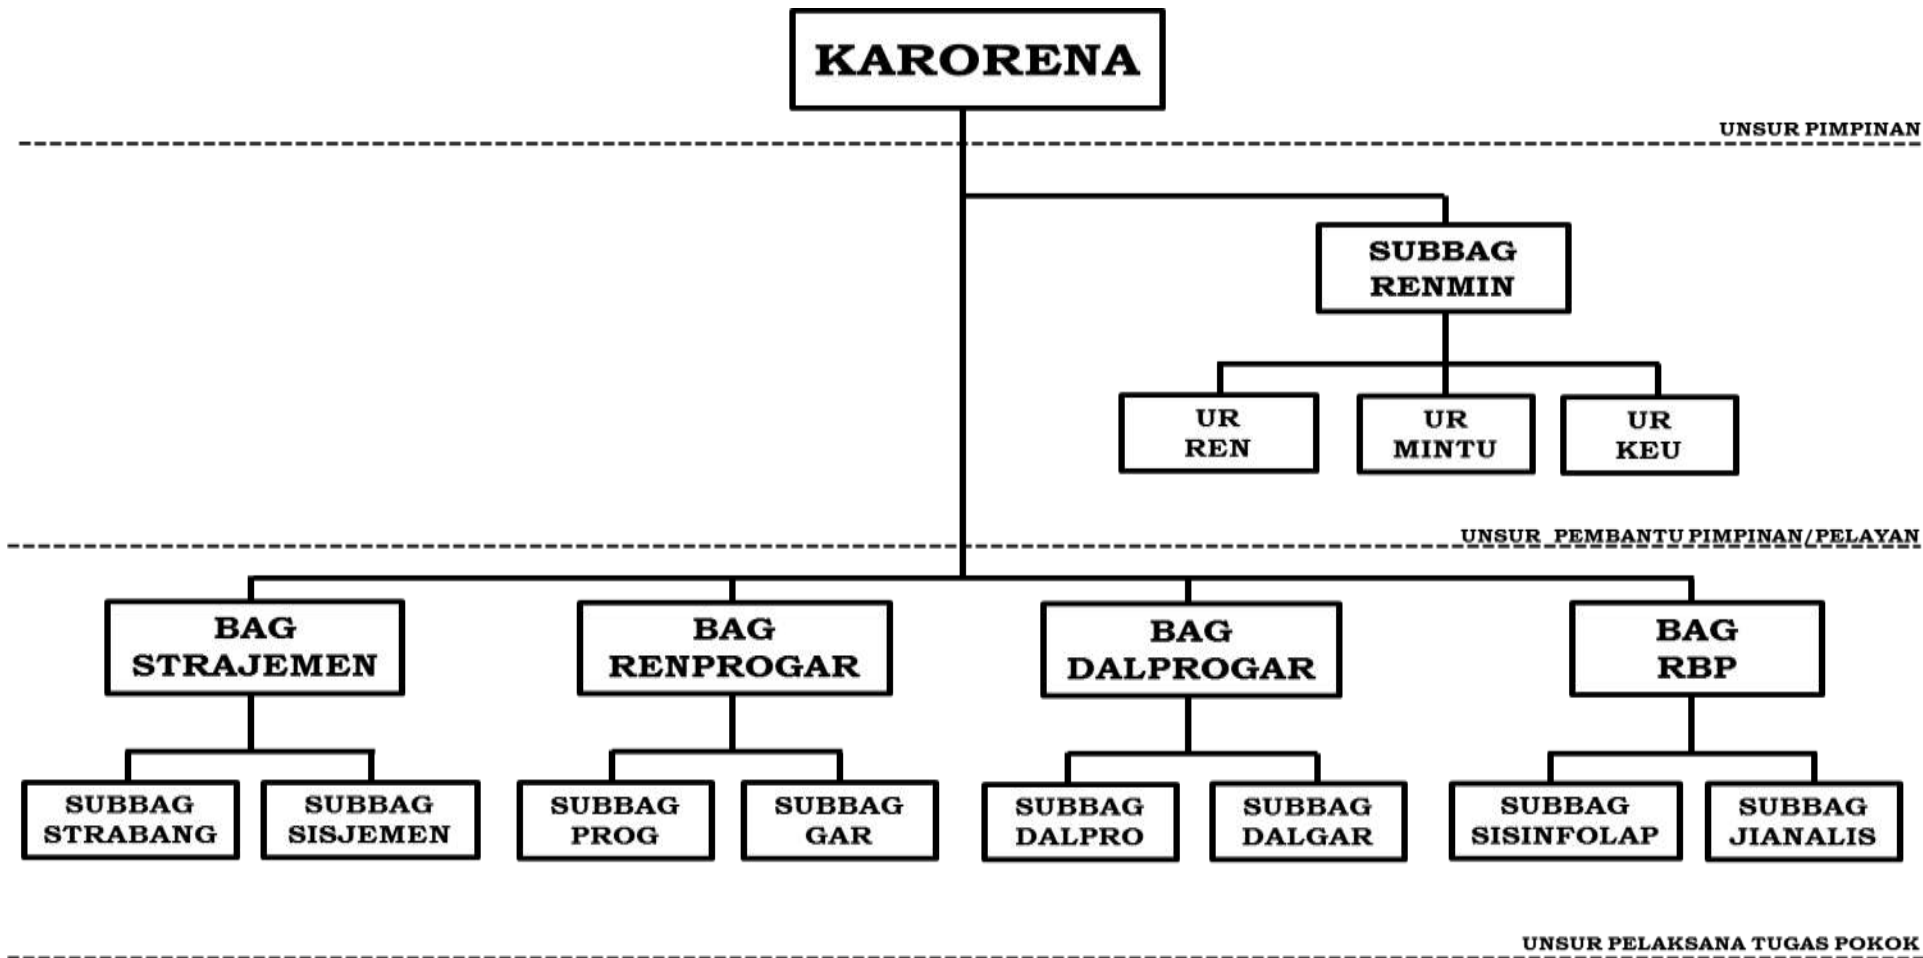 KARORENA
UNSUR PIMPINAN
SUBBAG
RENMIN
UR
REN
UR
MINTU
UR
KEU
UNSUR PEMBANTU PIMPINAN/PELAYAN
BAG
STRAJEMEN
BAG
RENPROGAR
BAG
DALPROGAR
BAG
RBP
SUBBAG
STRABANG
SUBBAG
SISJEMEN
SUBBAG
PROG
SUBBAG
GAR
SUBBAG
DALPRO
SUBBAG
DALGAR
SUBBAG
SISINFOLAP
SUBBAG
JIANALIS
UNSUR PELAKSANA TUGAS POKOK